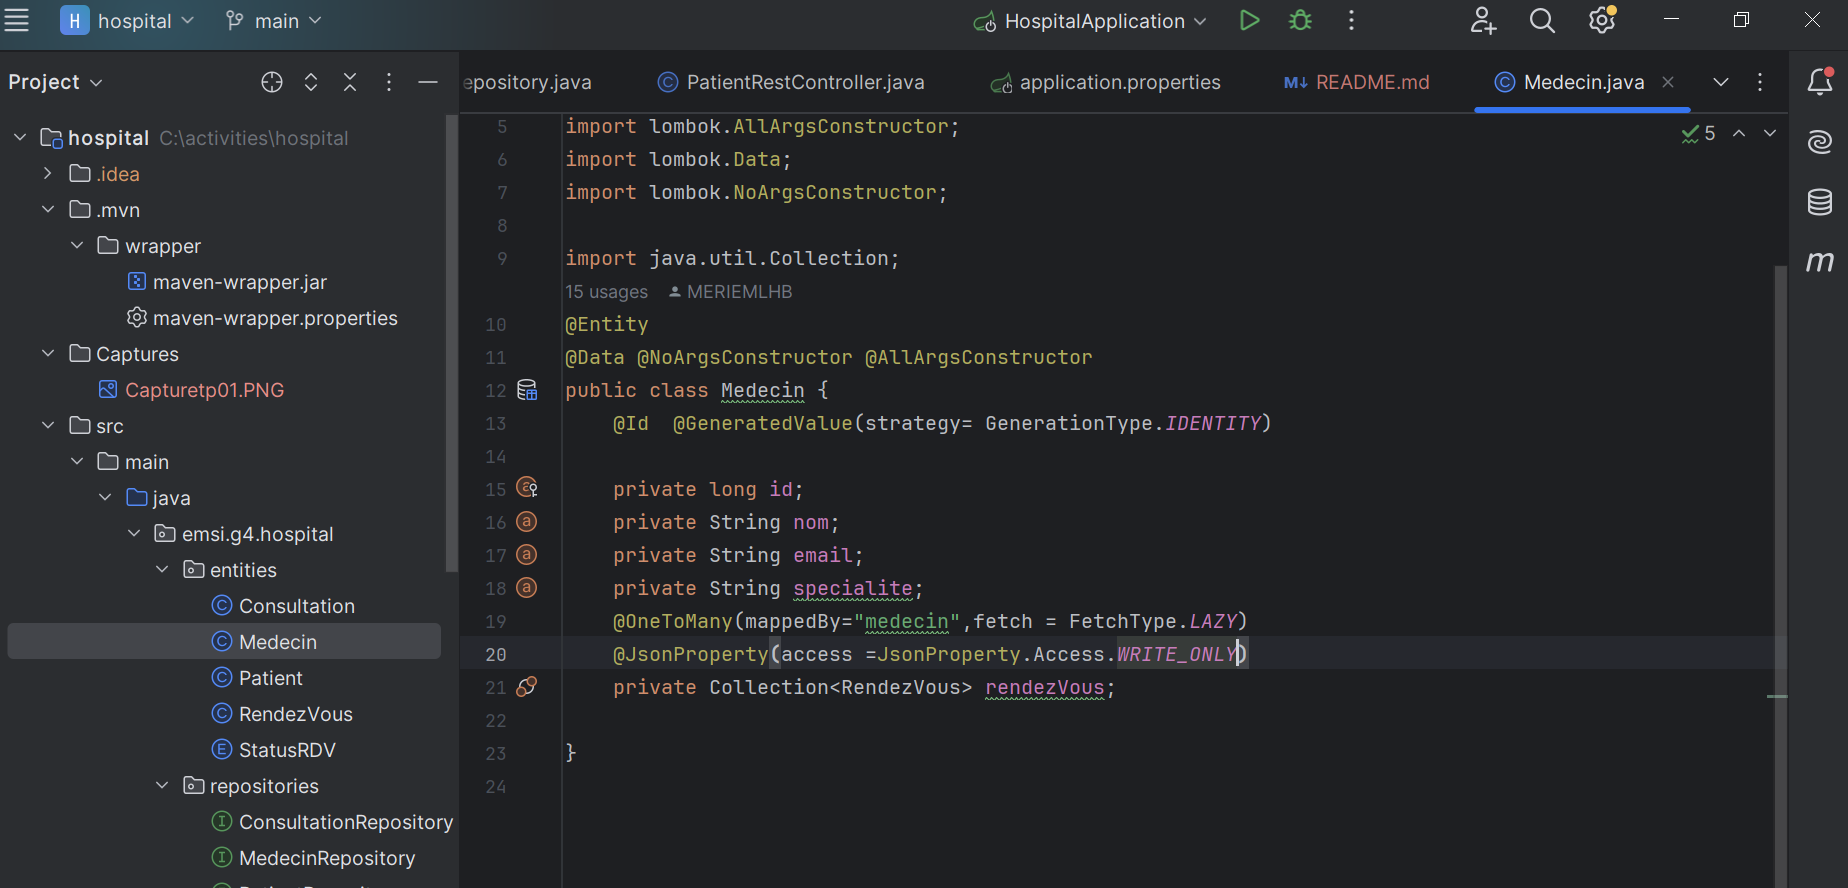 H hospital main HospitalApplication
Project
epository.java PatientRestController.java application.properties M↓ README.md Medecin.java
hospital C:\activities\hospital
.idea
.mvn
wrapper
maven-wrapper.jar
maven-wrapper.properties
Captures
Capturetp01.PNG
src
main
java
emsi.g4.hospital
entities
C Consultation
C Medecin
C Patient
C RendezVous
E StatusRDV
repositories
I ConsultationRepository
I MedecinRepository
5 import lombok.AllArgsConstructor;
6 import lombok.Data;
7 import lombok.NoArgsConstructor;
8
9 import java.util.Collection;
15 usages MERIEMLHB
10 @Entity
11 @Data @NoArgsConstructor @AllArgsConstructor
12 public class Medecin {
13 @Id @GeneratedValue(strategy= GenerationType.IDENTITY)
14
15 private long id;
16 private String nom;
17 private String email;
18 private String specialite;
19 @OneToMany(mappedBy="medecin",fetch = FetchType.LAZY)
20 @JsonProperty(access =JsonProperty.Access.WRITE_ONLY)
21 private Collection<RendezVous> rendezVous;
22
23 }
24
5
m